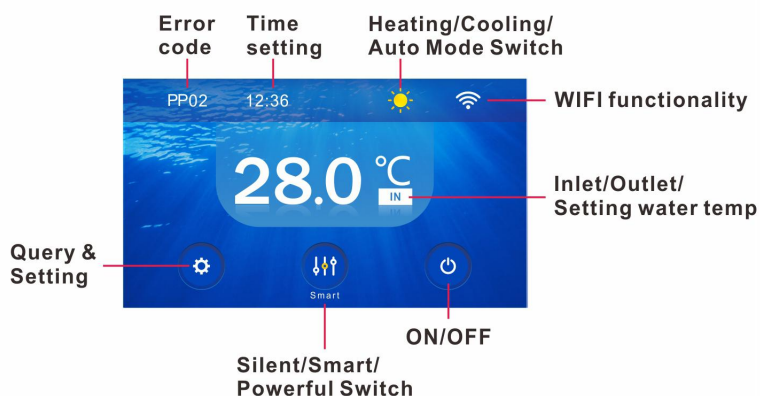 Error
code
Time
setting
Heating/Cooling/
Auto Mode Switch
PP02
12:36
WIFI functionality
28.0 °C
IN
Inlet/Outlet/
Setting water temp
Query &
Setting
Smart
ON/OFF
Silent/Smart/
Powerful Switch